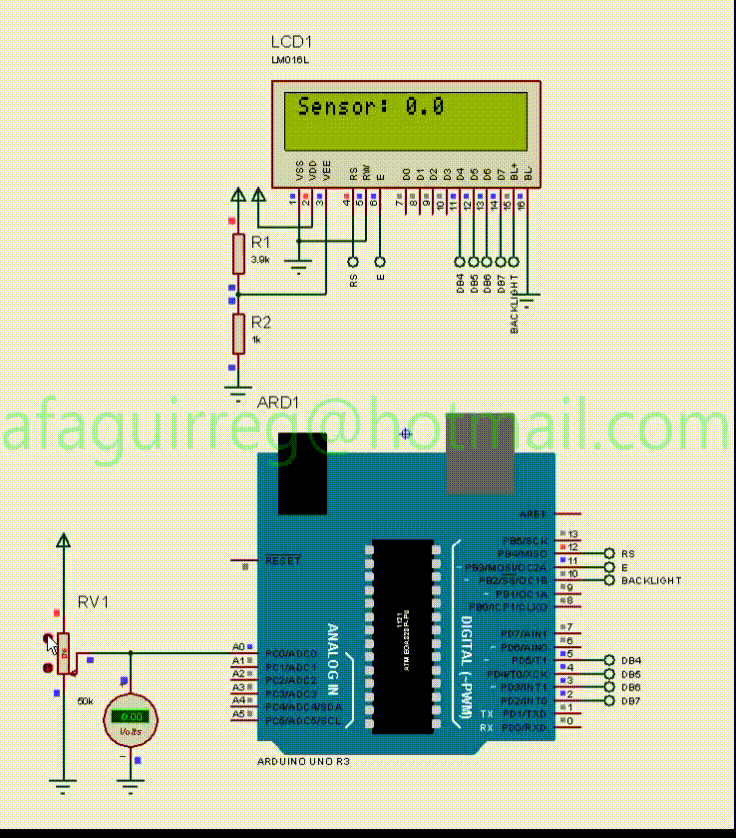 LCD1
LM016L
Sensor: 0.0
VSS
VDD
VEE
RS
RW
E
D0
D1
D2
D3
D4
D5
D6
D7
BL+
BL-
1
2
3
4
5
6
7
8
9
10
11
12
13
14
15
16
R1
3.9k
RS
E
DB4
DB5
DB6
DB7
BACKLIGHT
R2
1k
ARD1
afaguirreg@hotmail.com
AREF
RESET
PB5/SCK 13
PB4/MISO 12 RS
~ PB3/MOSI/OC2A 11 E
~ PB2/SS/OC1B 10 BACKLIGHT
~ PB1/OC1A 9
PB0/ICP1/CLKO 8
1121
ANALOG IN
DIGITAL (~PWM)
RV1
0%
50k
0.00
Volts
A0 PC0/ADC0
A1 PC1/ADC1
A2 PC2/ADC2
A3 PC3/ADC3
A4 PC4/ADC4/SDA
A5 PC5/ADC5/SCL
PD7/AIN1 7
~ PD6/AIN0 6
~ PD5/T1 5 DB4
PD4/T0/XCK 4 DB5
~ PD3/INT1 3 DB6
PD2/INT0 2 DB7
TX PD1/TXD 1
RX PD0/RXD 0
ARDUINO UNO R3